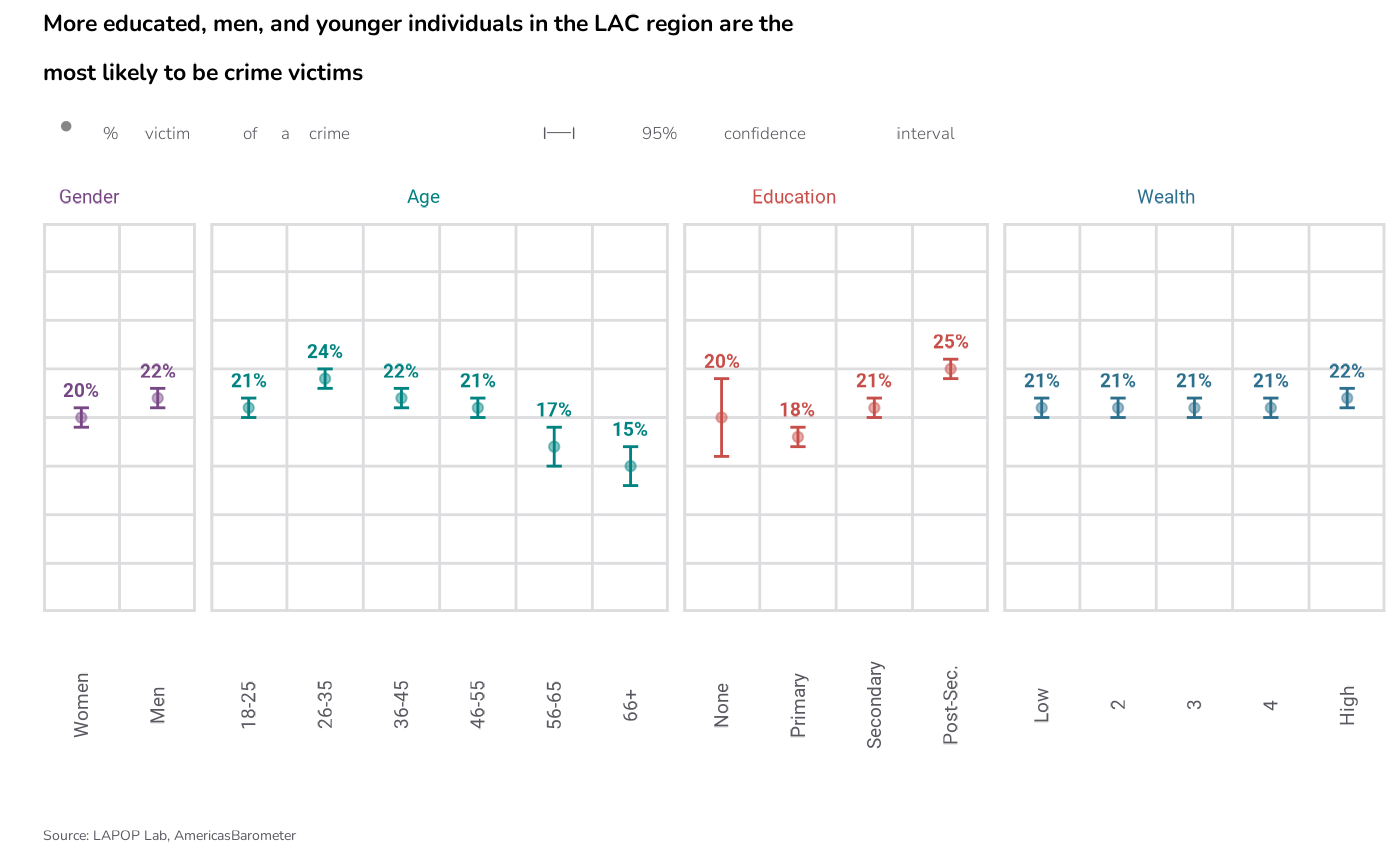 More educated, men, and younger individuals in the LAC region are the
most likely to be crime victims
% victim of a crime 95% confidence interval
Gender Age Education Wealth
20% 22% 21% 24% 22% 21% 17% 15% 20% 18% 21% 25% 21% 21% 21% 21% 22%
Women Men 18-25 26-35 36-45 46-55 56-65 66+ None Primary Secondary Post-Sec. Low 2 3 4 High
Source: LAPOP Lab, AmericasBarometer